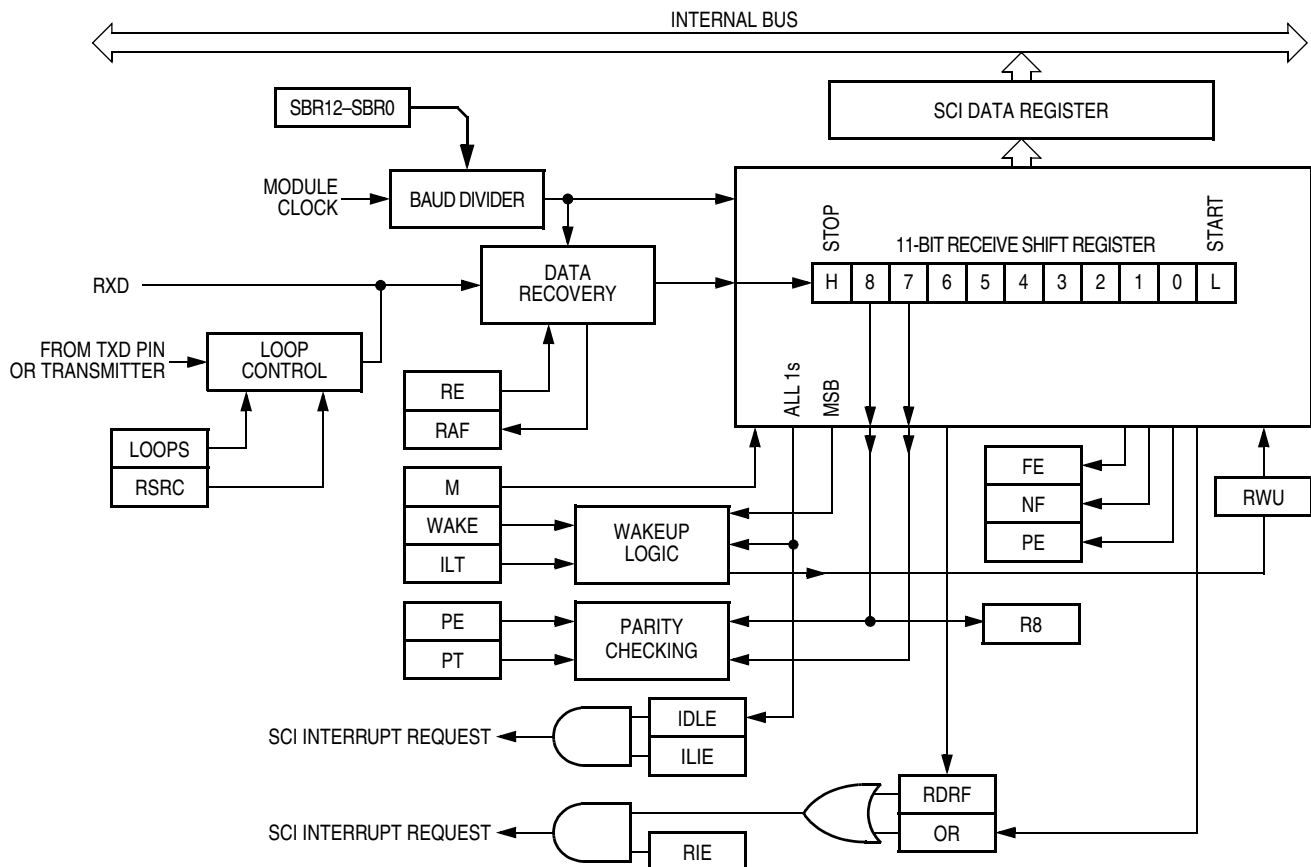 INTERNAL BUS
SBR12–SBR0
SCI DATA REGISTER
MODULE
CLOCK
BAUD DIVIDER
STOP
11-BIT RECEIVE SHIFT REGISTER
START
RXD
DATA
RECOVERY
H 8 7 6 5 4 3 2 1 0 L
FROM TXD PIN
OR TRANSMITTER
LOOP
CONTROL
ALL 1s
MSB
RE
RAF
LOOPS
RSRC
M
WAKE
ILT
WAKEUP
LOGIC
FE
NF
PE
RWU
PE
PT
PARITY
CHECKING
R8
SCI INTERRUPT REQUEST
IDLE
ILIE
RDRF
OR
SCI INTERRUPT REQUEST
RIE